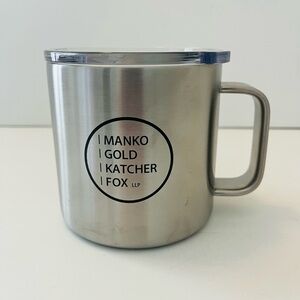 | MANKO
| GOLD
| KATCHER
| FOX LLP